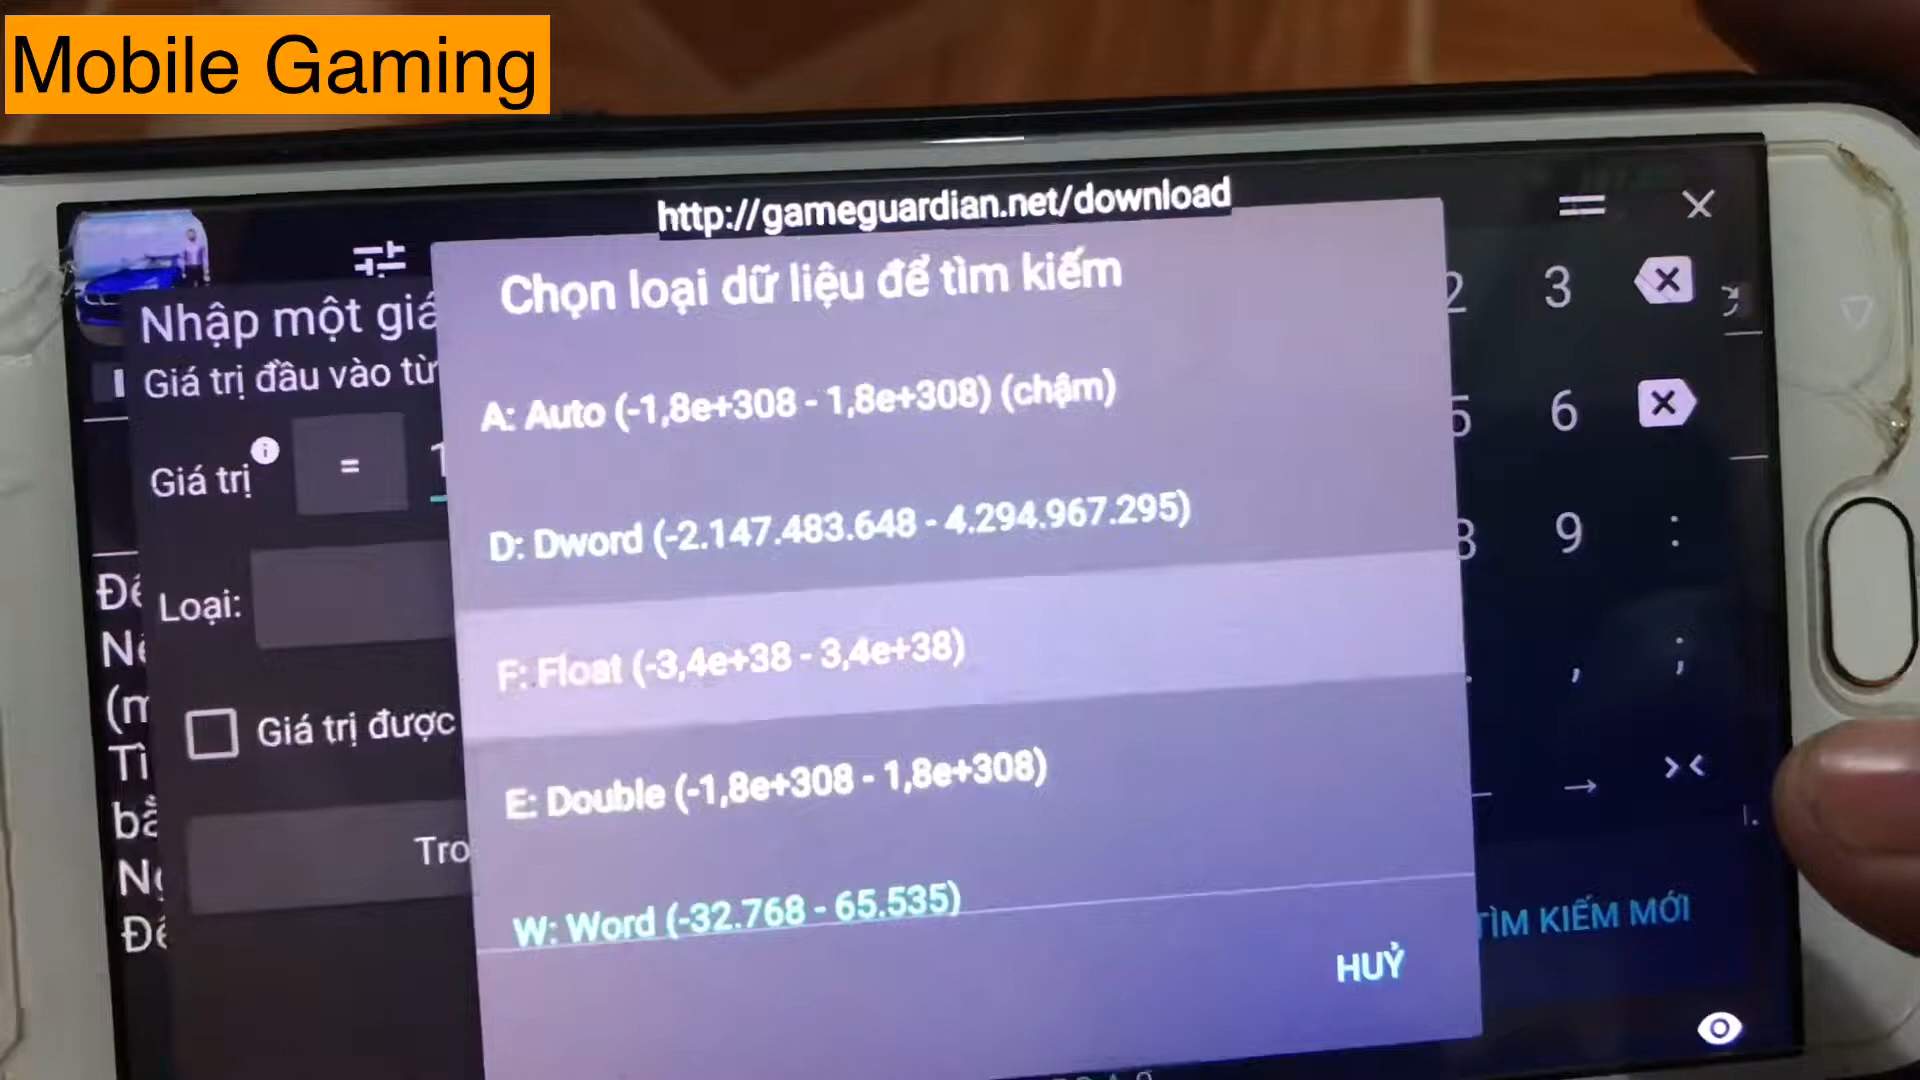 Mobile Gaming
http://gameguardian.net/download
Chọn loại dữ liệu để tìm kiếm
Nhập một giá
Giá trị đầu vào từ
A: Auto (-1,8e+308 - 1,8e+308) (chậm)
Giá trị
=
1
D: Dword (-2.147.483.648 - 4.294.967.295)
Loại:
F: Float (-3,4e+38 - 3,4e+38)
Giá trị được
E: Double (-1,8e+308 - 1,8e+308)
Tro
W: Word (-32.768 - 65.535)
HUỶ
2 3
5 6
8 9 :
, ;
TÌM KIẾM MỚI